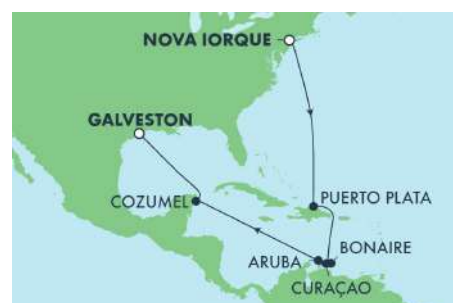 NOVA IORQUE
GALVESTON
COZUMEL
PUERTO PLATA
ARUBA
BONAIRE
CURAÇAO